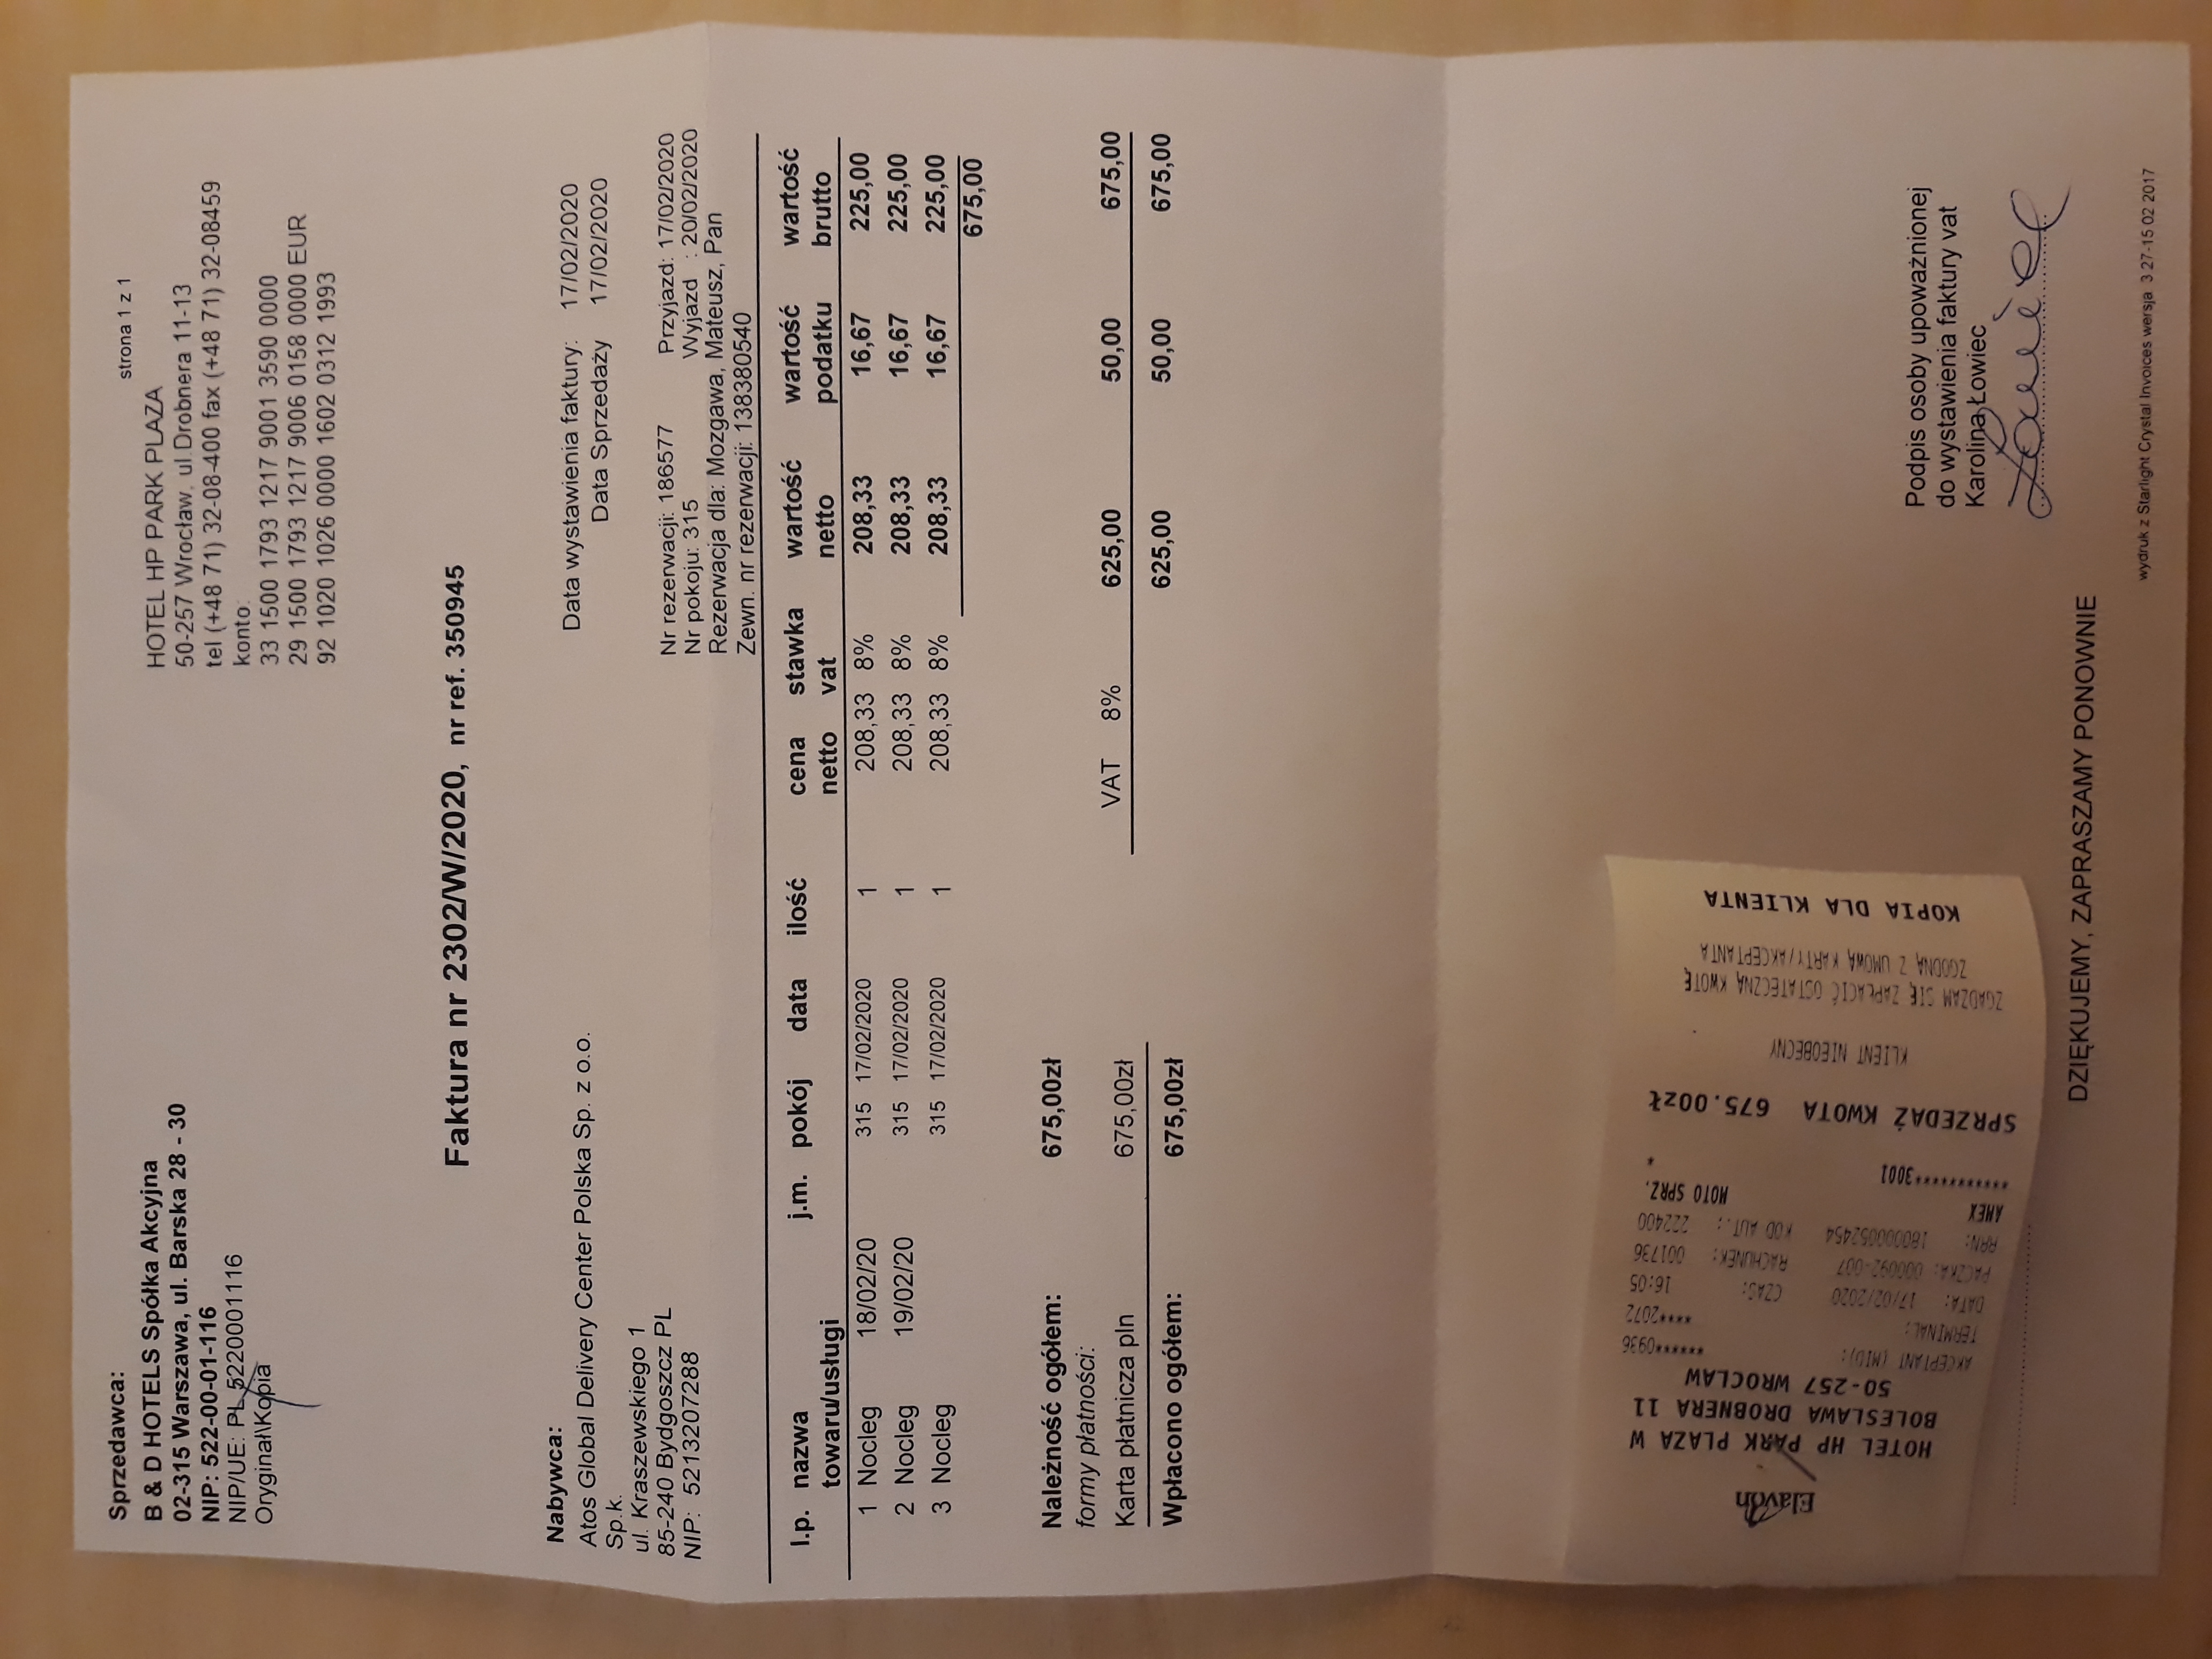 Sprzedawca:
B & D HOTELS Spółka Akcyjna
02-315 Warszawa, ul. Barska 28 - 30
NIP: 522-00-01-116
NIP/UE: PL 5220001116
Oryginał\Kopia
strona 1 z 1
HOTEL HP PARK PLAZA
50-257 Wrocław, ul.Drobnera 11-13
tel (+48 71) 32-08-400 fax (+48 71) 32-08459
konto:
33 1500 1793 1217 9001 3590 0000
29 1500 1793 1217 9006 0158 0000 EUR
92 1020 1026 0000 1602 0312 1993
Faktura nr 2302/W/2020, nr ref. 350945
Nabywca:
Atos Global Delivery Center Polska Sp. z o.o.
Sp.k.
ul. Kraszewskiego 1
85-240 Bydgoszcz PL
NIP: 5213207288
Data wystawienia faktury: 17/02/2020
Data Sprzedaży 17/02/2020
Nr rezerwacji: 186577 Przyjazd: 17/02/2020
Nr pokoju: 315 Wyjazd : 20/02/2020
Rezerwacja dla: Mozgawa, Mateusz, Pan
Zewn. nr rezerwacji: 138380540
l.p. nazwa j.m. pokój data ilość cena stawka wartość wartość wartość
towaru/usługi netto vat netto podatku brutto
1 Nocleg 18/02/20 315 17/02/2020 1 208,33 8% 208,33 16,67 225,00
2 Nocleg 19/02/20 315 17/02/2020 1 208,33 8% 208,33 16,67 225,00
3 Nocleg 315 17/02/2020 1 208,33 8% 208,33 16,67 225,00
675,00
Należność ogółem: 675,00zł
formy płatności:
Karta płatnicza pln 675,00zł
Wpłacono ogółem: 675,00zł
VAT 8% 625,00 50,00 675,00
625,00 50,00 675,00
Elavon
HOTEL HP PARK PLAZA W
BOLESLAWA DROBNERA 11
50-257 WROCLAW
AKCEPTANT (MID): ******0936
TERMINAL: ****2072
DATA: 17/02/2020 CZAS: 16:05
PACZKA: 000092-007 RACHUNEK: 001736
RRN: 180000052454 KOD AUT.: 222400
AMEX MOTO SPRZ.
***********3001 *
SPRZEDAŻ KWOTA 675.00zł
KLIENT NIEOBECNY
ZGADZAM SIĘ ZAPŁACIĆ OSTATECZNĄ KWOTĘ
ZGODNĄ Z UMOWĄ KARTY/AKCEPTANTA
KOPIA DLA KLIENTA
Podpis osoby upoważnionej
do wystawienia faktury vat
Karolina Łowiec
Łowiec
DZIĘKUJEMY, ZAPRASZAMY PONOWNIE
wydruk z Starlight Crystal Invoices wersja 3.27-15 02 2017